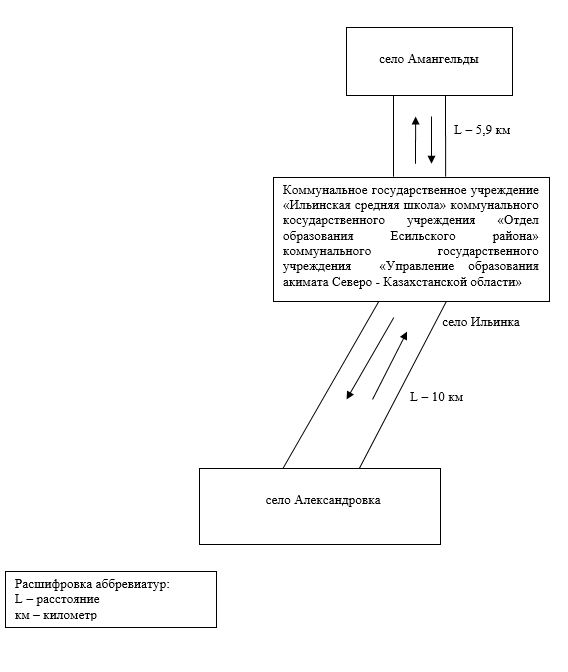 село Амангельды
L – 5,9 км
Коммунальное государственное учреждение
«Ильинская средняя школа» коммунального
косударственного учреждения «Отдел
образования Есильского района»
коммунального государственного
учреждения «Управление образования
акимата Северо - Казахстанской области»
село Ильинка
L – 10 км
село Александровка
Расшифровка аббревиатур:
L – расстояние
км – километр